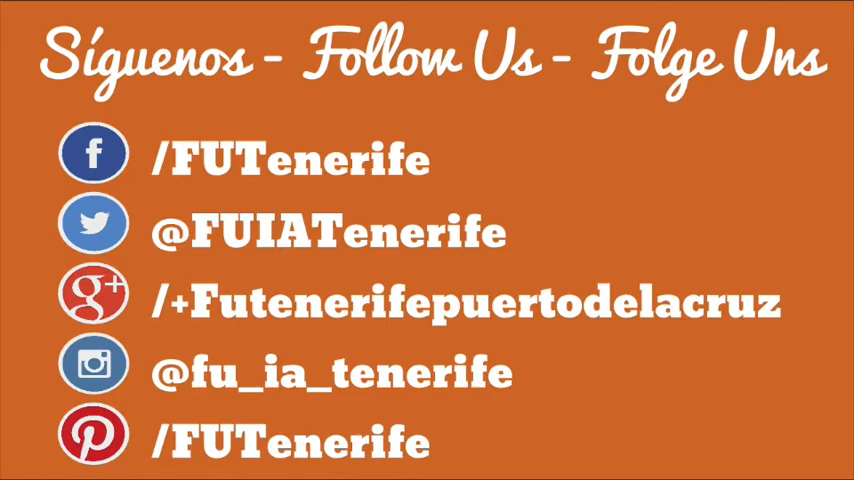 Síguenos - Follow Us - Folge Uns
/FUTenerife
@FUIATenerife
/+Futenerifepuertodelacruz
@fu_ia_tenerife
/FUTenerife